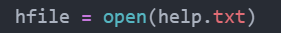 hfile = open(help.txt)